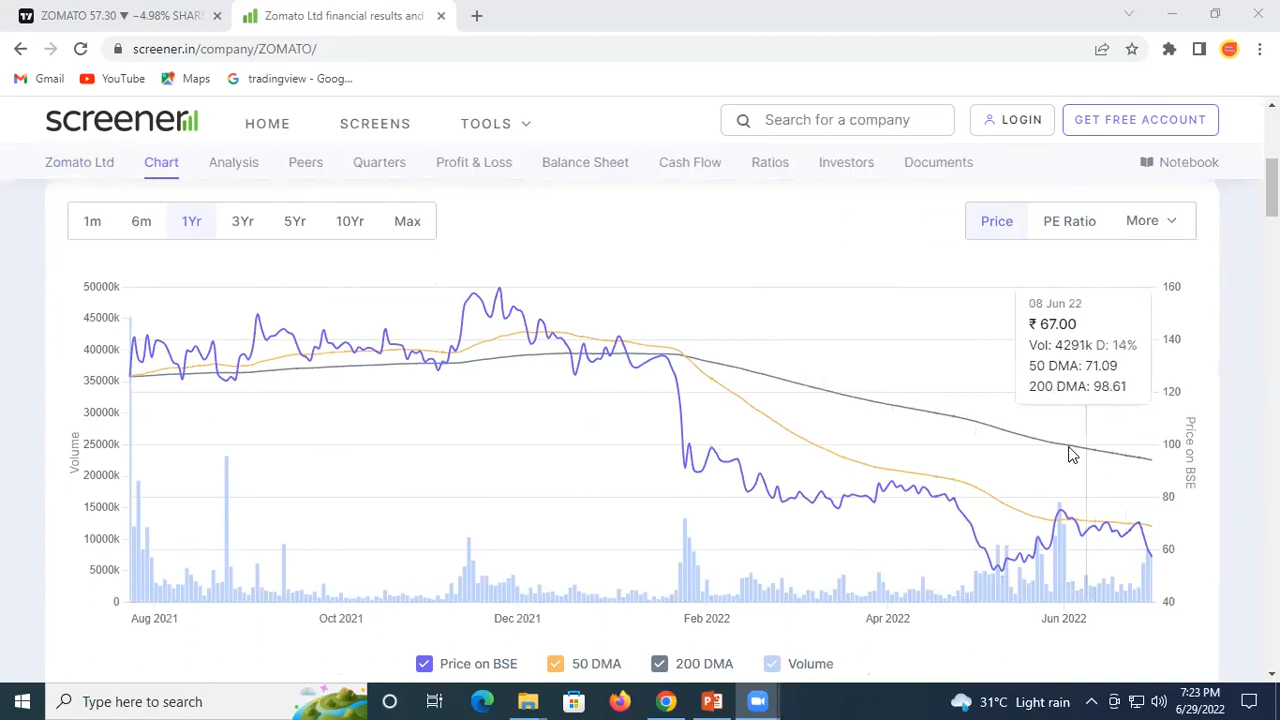 ZOMATO 57.30 ▼ −4.98% SHARE
Zomato Ltd financial results and
screener.in/company/ZOMATO/
Gmail YouTube Maps tradingview - Goog...
screener
HOME SCREENS TOOLS
Search for a company
LOGIN
GET FREE ACCOUNT
Zomato Ltd Chart Analysis Peers Quarters Profit & Loss Balance Sheet Cash Flow Ratios Investors Documents Notebook
1m 6m 1Yr 3Yr 5Yr 10Yr Max
Price PE Ratio More
50000k 160
45000k
40000k 140
35000k 120
30000k
25000k 100
20000k 80
15000k
10000k 60
5000k
0 40
Volume
Price on BSE
08 Jun 22
₹ 67.00
Vol: 4291k D: 14%
50 DMA: 71.09
200 DMA: 98.61
Aug 2021 Oct 2021 Dec 2021 Feb 2022 Apr 2022 Jun 2022
Price on BSE 50 DMA 200 DMA Volume
Type here to search
31°C Light rain
7:23 PM
6/29/2022